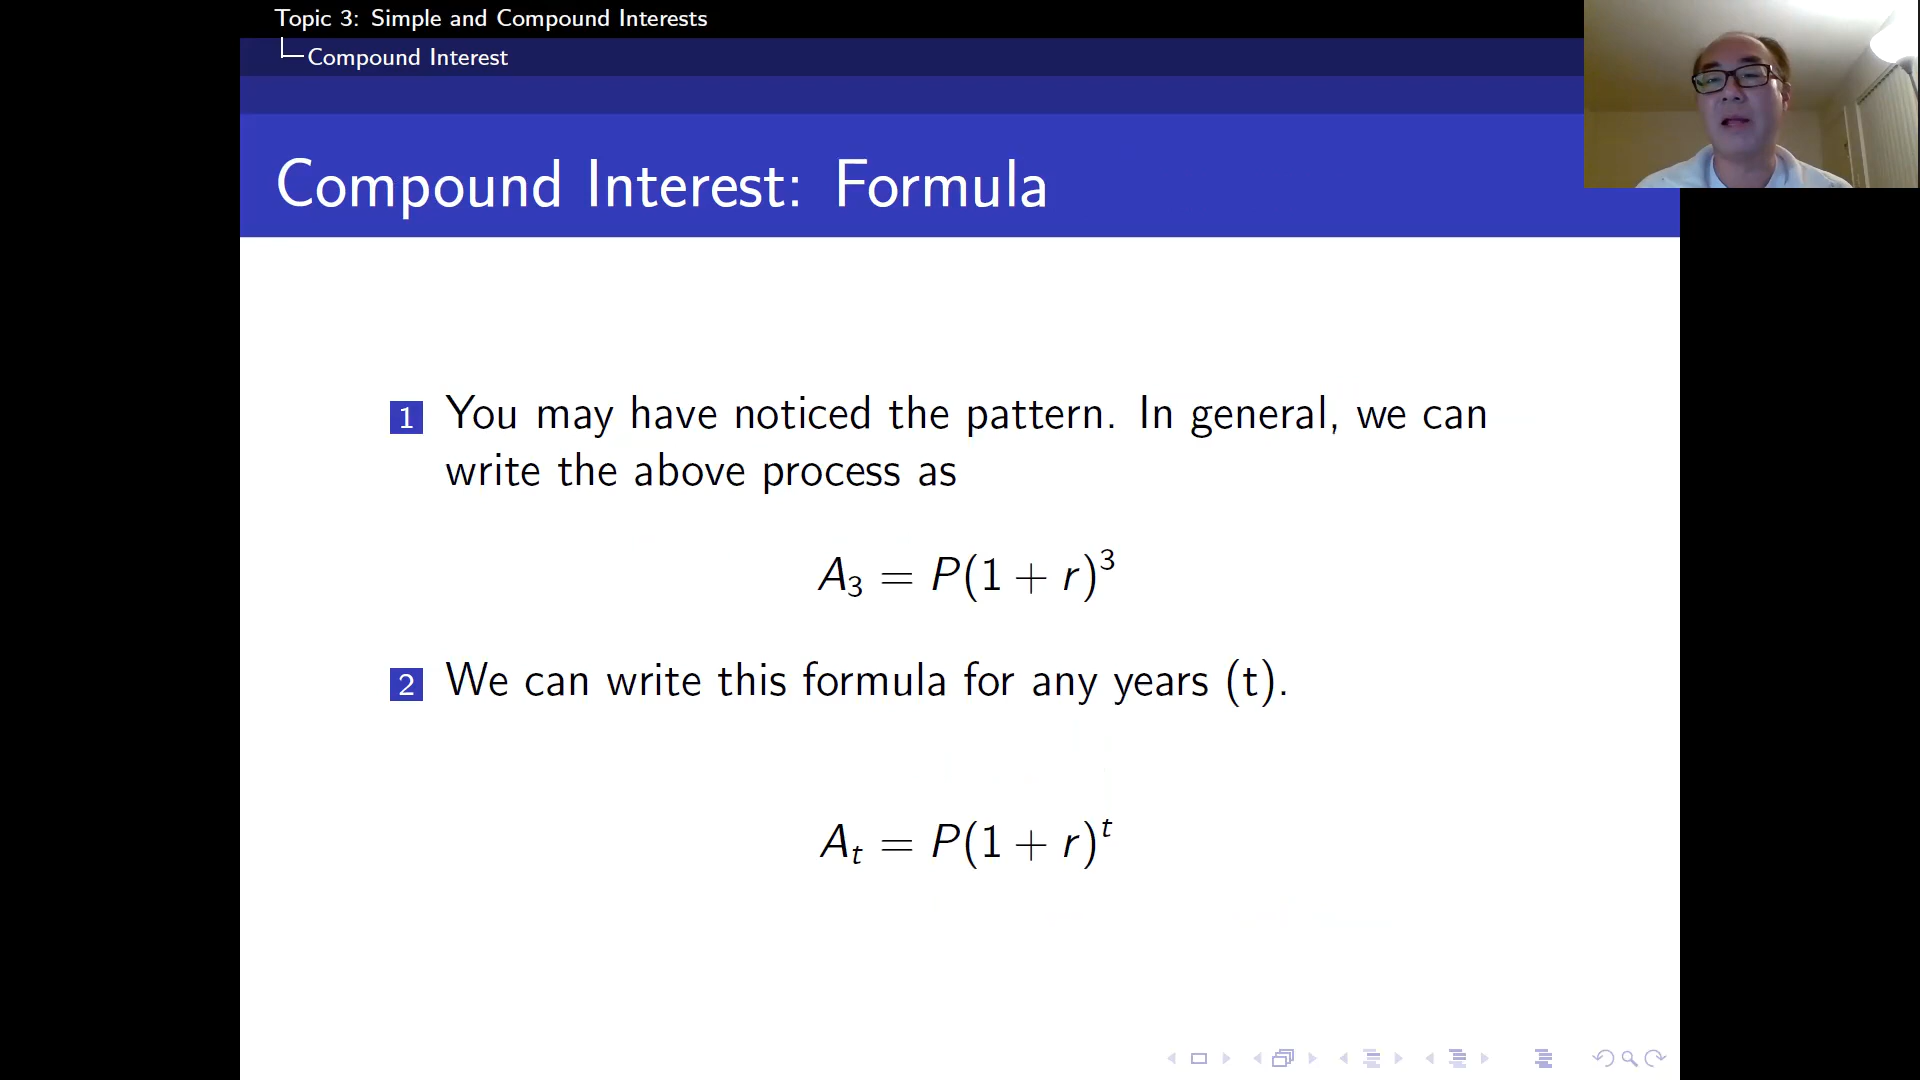 Topic 3: Simple and Compound Interests
Compound Interest
Compound Interest: Formula
1 You may have noticed the pattern. In general, we can
write the above process as
A₃ = P(1 + r)³
2 We can write this formula for any years (t).
Aₜ = P(1 + r)ᵗ